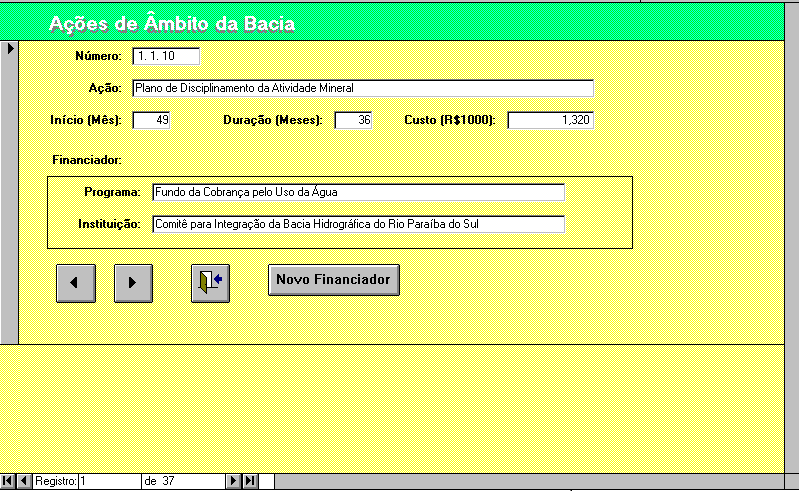 Ações de Âmbito da Bacia
Número: 1. 1. 10
Ação: Plano de Disciplinamento da Atividade Mineral
Início (Mês): 49 Duração (Meses): 36 Custo (R$1000): 1,320
Financiador:
Programa: Fundo da Cobrança pelo Uso da Água
Instituição: Comitê para Integração da Bacia Hidrográfica do Rio Paraíba do Sul
Novo Financiador
Registro: 1 de 37